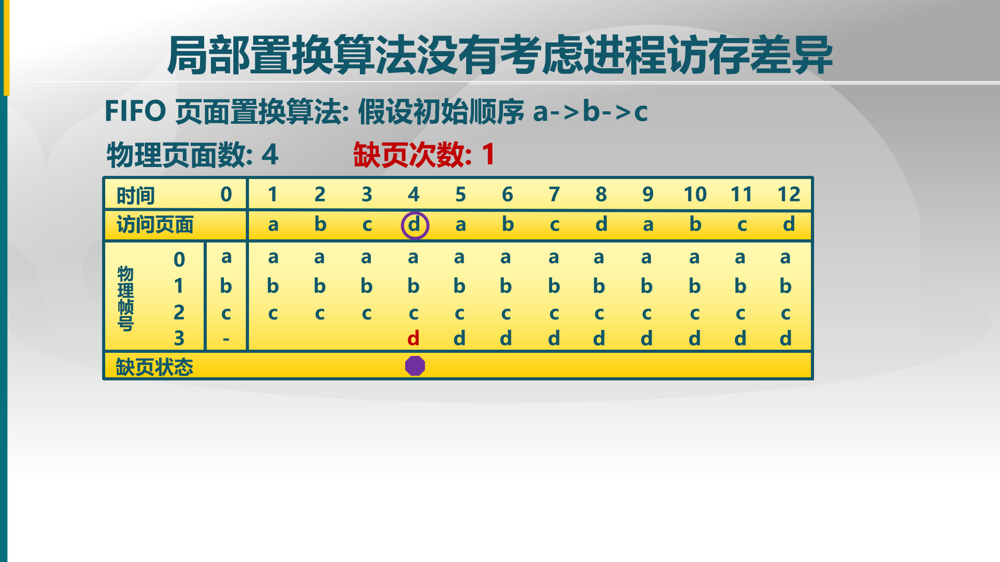 局部置换算法没有考虑进程访存差异
FIFO 页面置换算法: 假设初始顺序 a->b->c
物理页面数: 4 缺页次数: 1
时间 0 1 2 3 4 5 6 7 8 9 10 11 12
访问页面 a b c d a b c d a b c d
物理帧号
0 a a a a a a a a a a a a a
1 b b b b b b b b b b b b b
2 c c c c c c c c c c c c c
3 - d d d d d d d d d
缺页状态